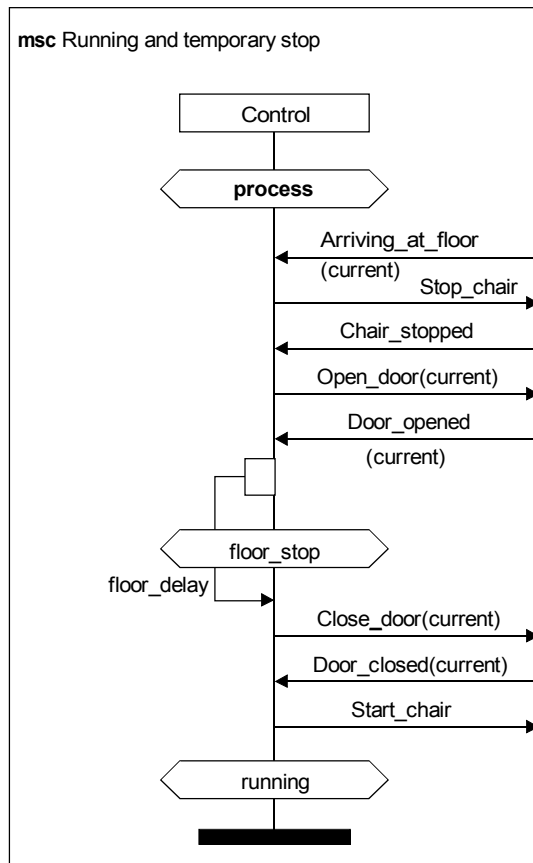 msc Running and temporary stop
Control
process
Arriving_at_floor
(current)
Stop_chair
Chair_stopped
Open_door(current)
Door_opened
(current)
floor_stop
floor_delay
Close_door(current)
Door_closed(current)
Start_chair
running